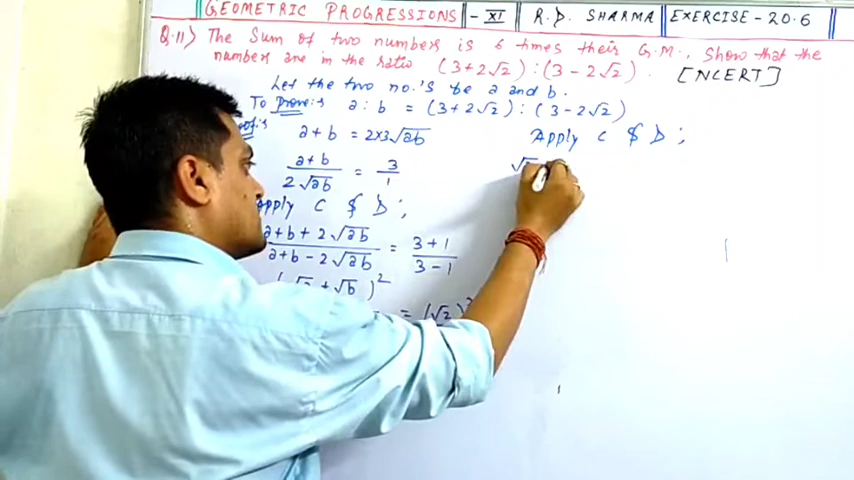 GEOMETRIC PROGRESSIONS - XI R.D. SHARMA EXERCISE - 20.6
Q.11) The Sum of two numbers is 6 times their G.M., Show that the
numbers are in the ratio (3+2√2) : (3-2√2). [NCERT]
Let the two no.'s be a and b.
To Prove:- a : b = (3+2√2) : (3-2√2)
a+b = 2×3√ab
a+b / 2√ab = 3/1
Apply C & D ;
a+b+2√ab / a+b-2√ab = 3+1 / 3-1
+ √b )²
= (√2)²
Apply C & D ;